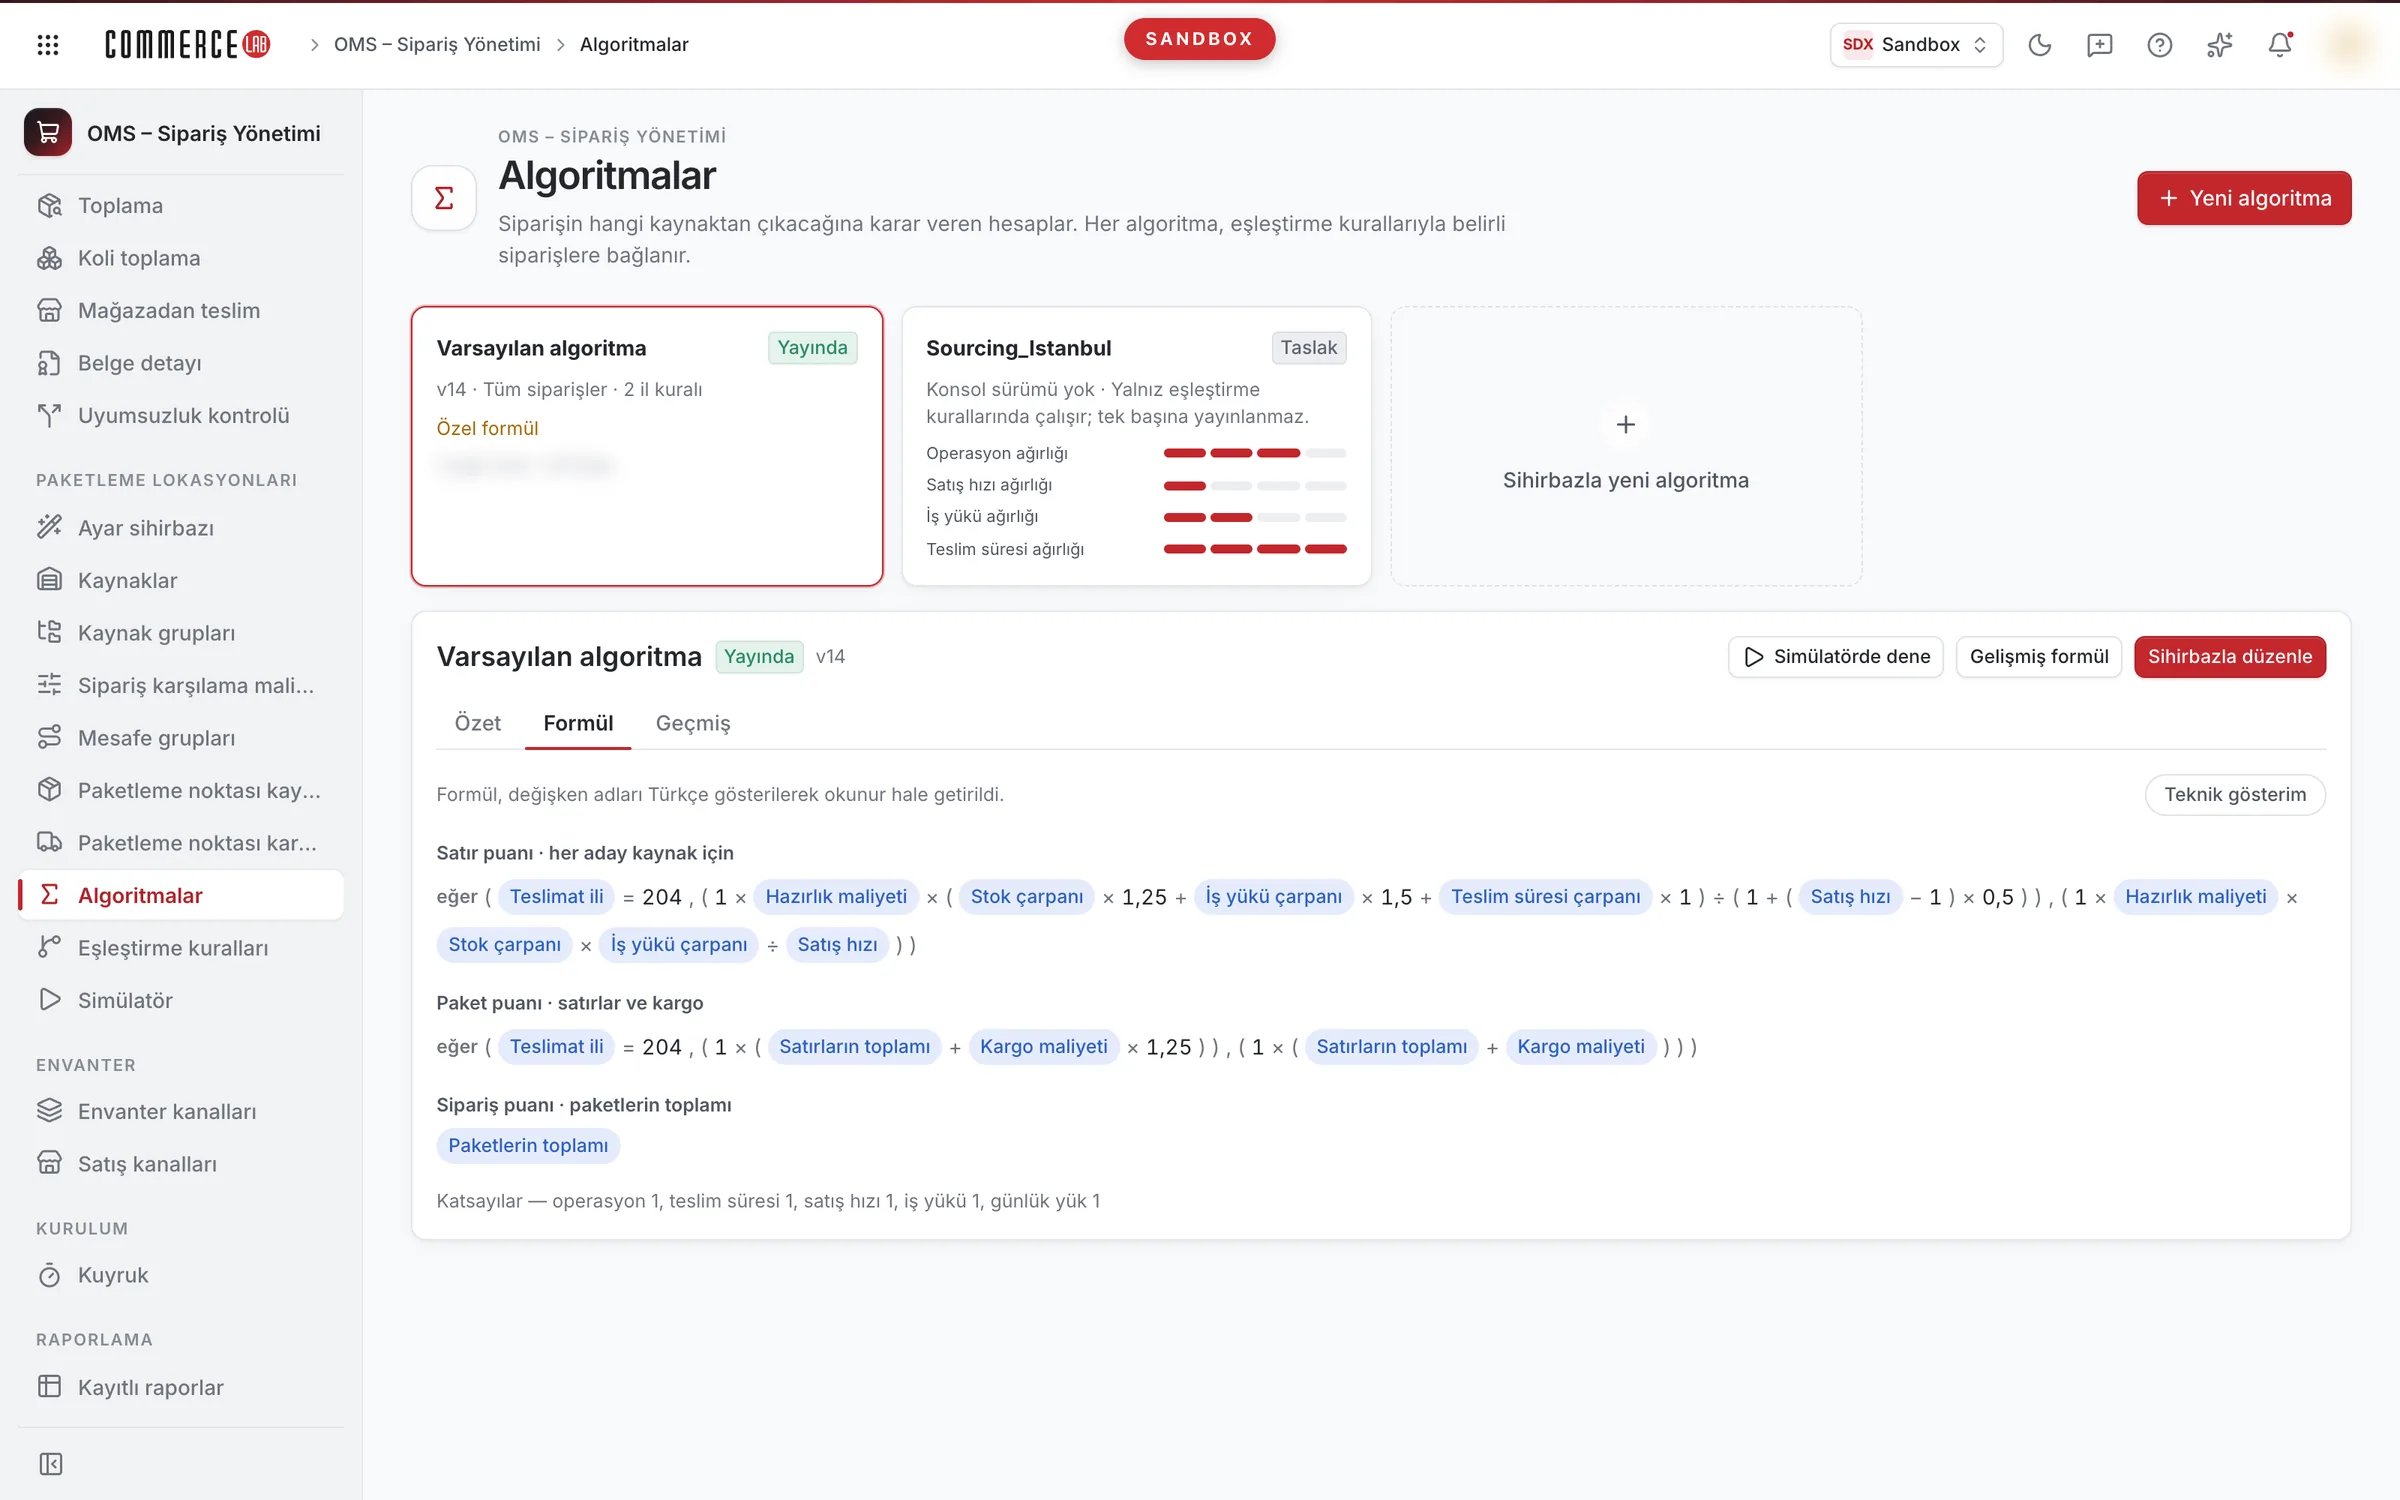 COMMERCE LAB
OMS – Sipariş Yönetimi
Algoritmalar
SANDBOX
SDX Sandbox
OMS – Sipariş Yönetimi
Toplama
Koli toplama
Mağazadan teslim
Belge detayı
Uyumsuzluk kontrolü
PAKETLEME LOKASYONLARI
Ayar sihirbazı
Kaynaklar
Kaynak grupları
Sipariş karşılama mali...
Mesafe grupları
Paketleme noktası kay...
Paketleme noktası kar...
Algoritmalar
Eşleştirme kuralları
Simülatör
ENVANTER
Envanter kanalları
Satış kanalları
KURULUM
Kuyruk
RAPORLAMA
Kayıtlı raporlar
OMS – SİPARİŞ YÖNETİMİ
Algoritmalar
Siparişin hangi kaynaktan çıkacağına karar veren hesaplar. Her algoritma, eşleştirme kurallarıyla belirli
siparişlere bağlanır.
+ Yeni algoritma
Varsayılan algoritma Yayında
v14 · Tüm siparişler · 2 il kuralı
Özel formül
Sourcing_Istanbul Taslak
Konsol sürümü yok · Yalnız eşleştirme
kurallarında çalışır; tek başına yayınlanmaz.
Operasyon ağırlığı
Satış hızı ağırlığı
İş yükü ağırlığı
Teslim süresi ağırlığı
Sihirbazla yeni algoritma
Varsayılan algoritma Yayında v14
Simülatörde dene
Gelişmiş formül
Sihirbazla düzenle
Özet Formül Geçmiş
Formül, değişken adları Türkçe gösterilerek okunur hale getirildi.
Teknik gösterim
Satır puanı · her aday kaynak için
eğer ( Teslimat ili = 204 , ( 1 × Hazırlık maliyeti × ( Stok çarpanı × 1,25 + İş yükü çarpanı × 1,5 + Teslim süresi çarpanı × 1 ) ÷ ( 1 + ( Satış hızı − 1 ) × 0,5 ) ) , ( 1 × Hazırlık maliyeti ×
Stok çarpanı × İş yükü çarpanı ÷ Satış hızı ) )
Paket puanı · satırlar ve kargo
eğer ( Teslimat ili = 204 , ( 1 × ( Satırların toplamı + Kargo maliyeti × 1,25 ) ) , ( 1 × ( Satırların toplamı + Kargo maliyeti ) ) )
Sipariş puanı · paketlerin toplamı
Paketlerin toplamı
Katsayılar — operasyon 1, teslim süresi 1, satış hızı 1, iş yükü 1, günlük yük 1